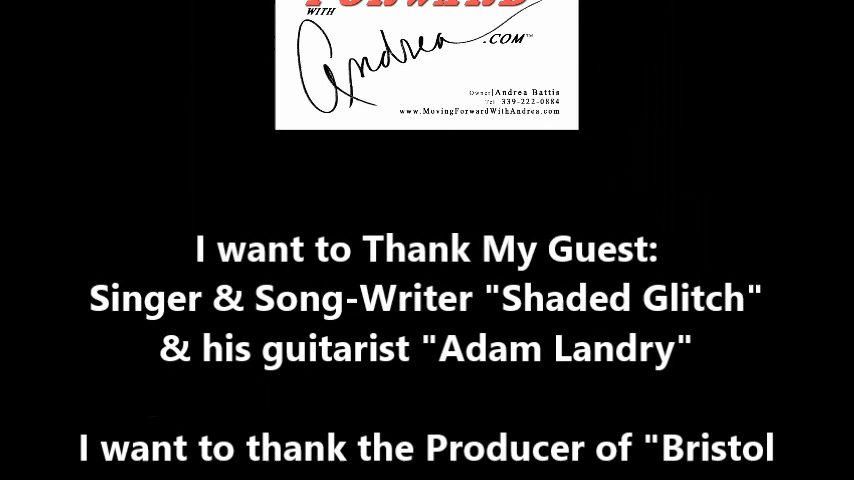 FORWARD
WITH
Andrea
.COM™
Owner|Andrea Battis
Tel 339-222-0884
www.MovingForwardWithAndrea.com
I want to Thank My Guest:
Singer & Song-Writer "Shaded Glitch"
& his guitarist "Adam Landry"
I want to thank the Producer of "Bristol